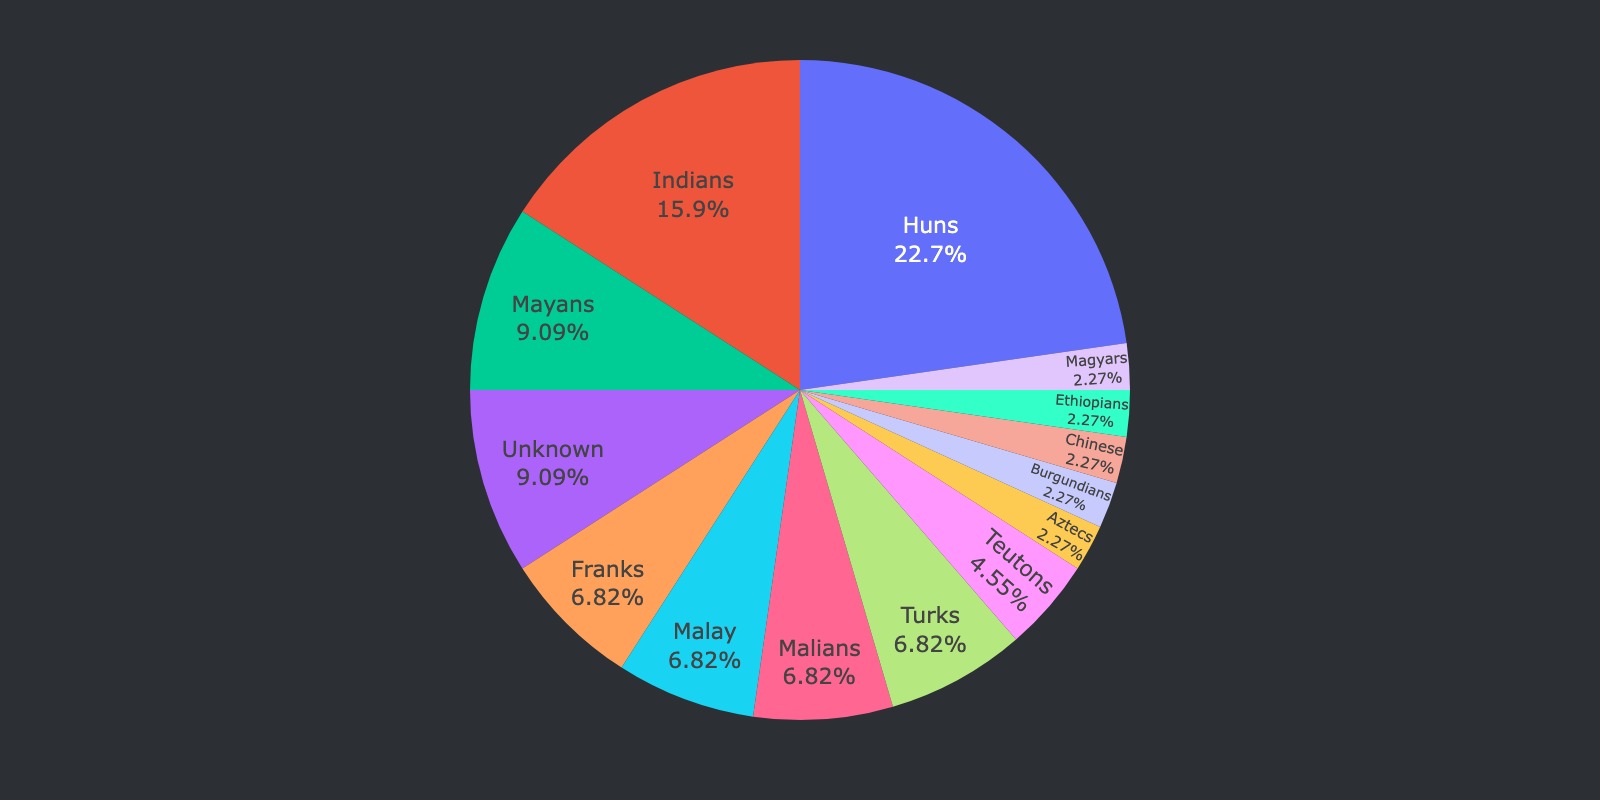 Huns
22.7%
Indians
15.9%
Mayans
9.09%
Unknown
9.09%
Franks
6.82%
Malay
6.82%
Malians
6.82%
Turks
6.82%
Teutons
4.55%
Aztecs
2.27%
Burgundians
2.27%
Chinese
2.27%
Ethiopians
2.27%
Magyars
2.27%